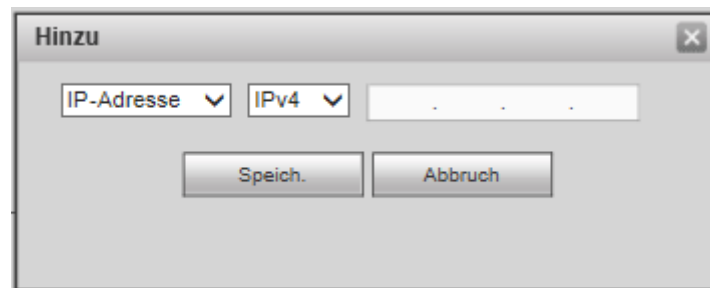 Hinzu
IP-Adresse IPv4 . . .
Speich. Abbruch